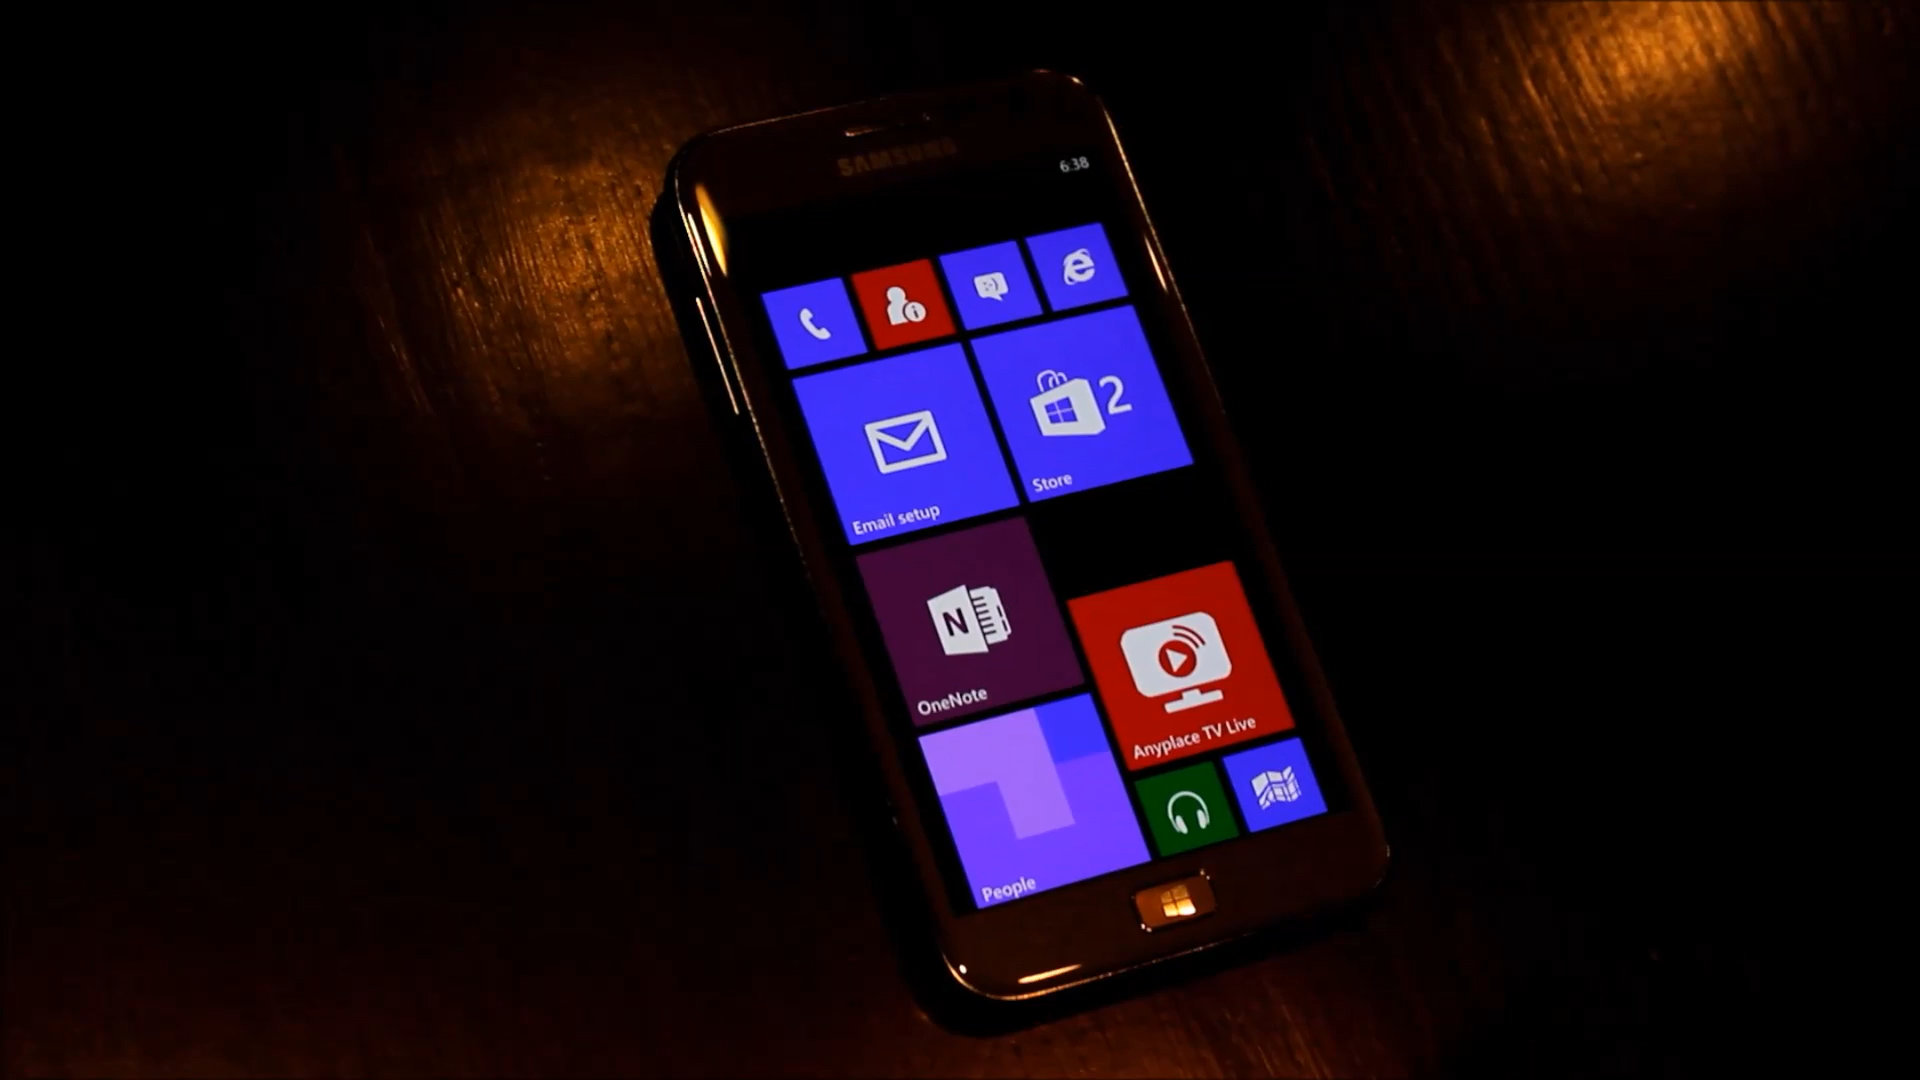 SAMSUNG
6:38
2
Store
Email setup
N
OneNote
Anyplace TV Live
People